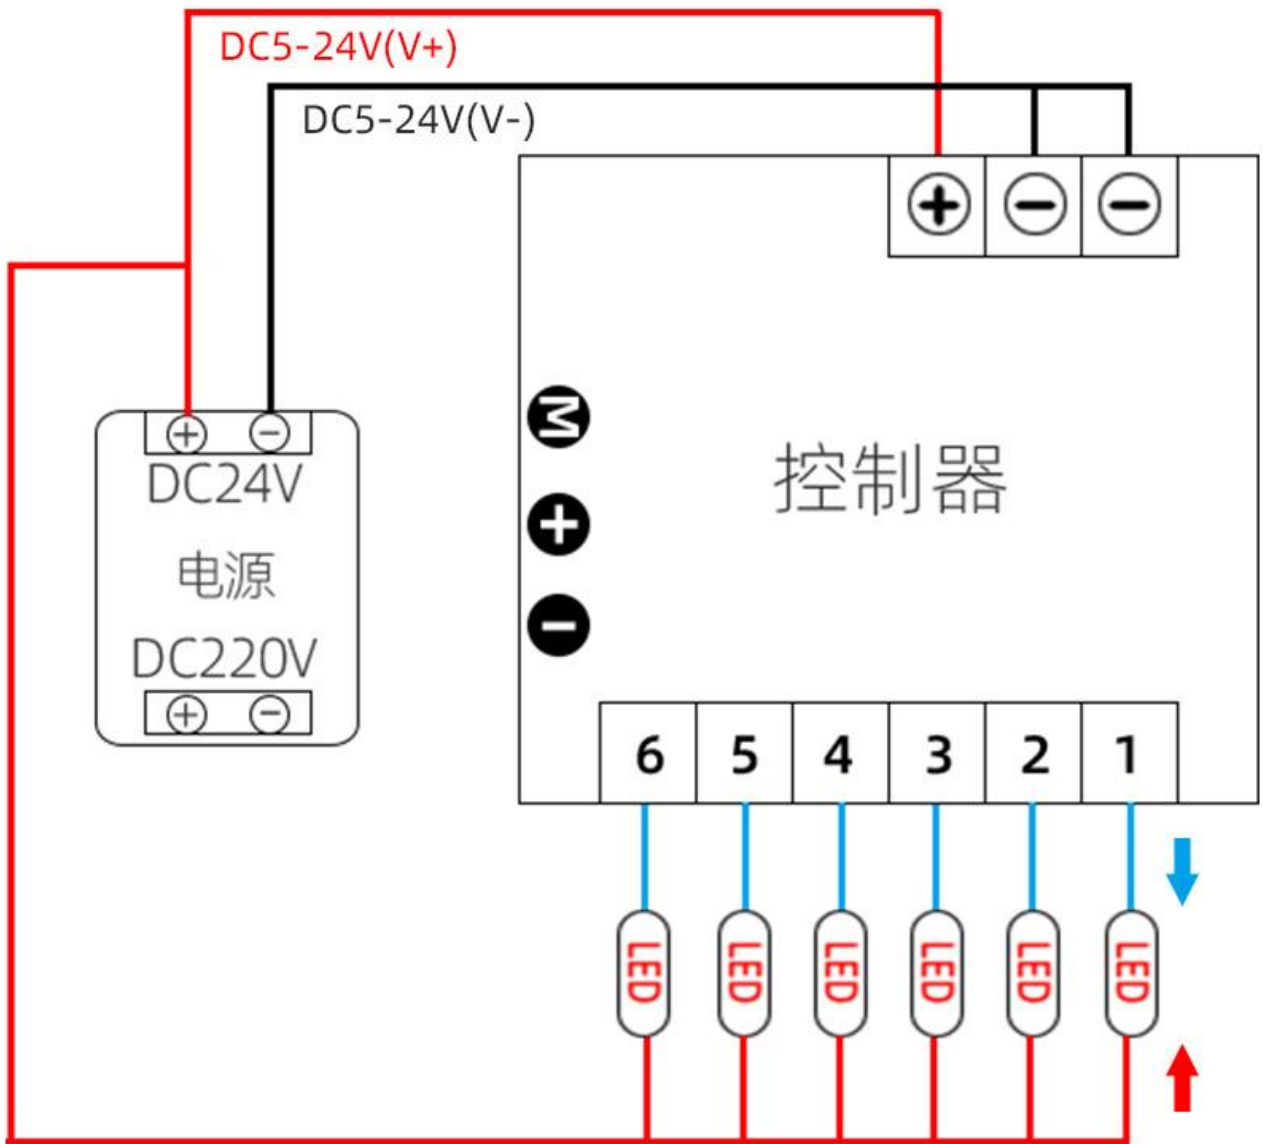 DC5-24V(V+)
DC5-24V(V-)
+ - -
M
+
-
控制器
+ -
DC24V
电源
DC220V
+ -
6 5 4 3 2 1
LED LED LED LED LED LED